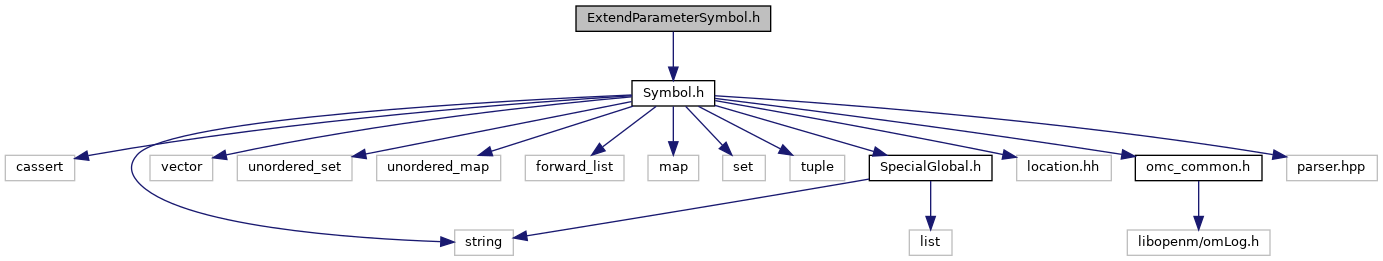 ExtendParameterSymbol.h
Symbol.h
cassert
vector
unordered_set
unordered_map
forward_list
map
set
tuple
SpecialGlobal.h
location.hh
omc_common.h
parser.hpp
string
list
libopenm/omLog.h